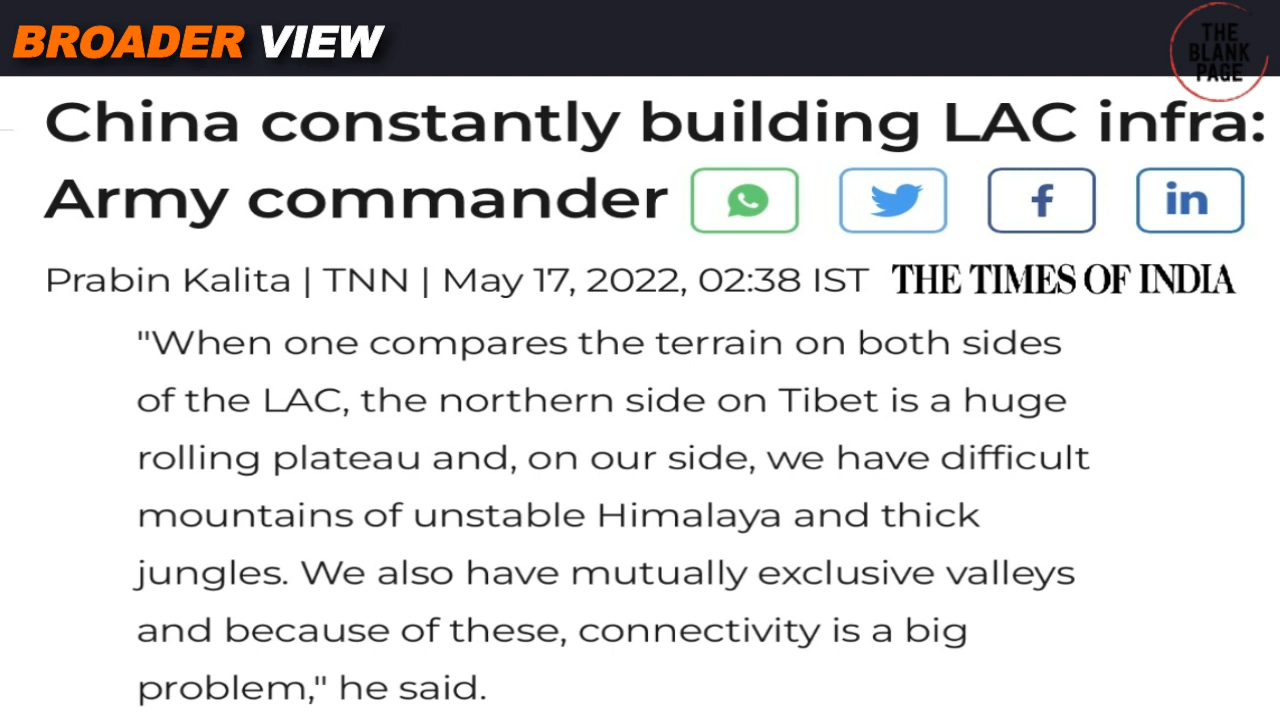 BROADER VIEW
THE
BLANK
PAGE
China constantly building LAC infra:
Army commander
Prabin Kalita | TNN | May 17, 2022, 02:38 IST THE TIMES OF INDIA
"When one compares the terrain on both sides
of the LAC, the northern side on Tibet is a huge
rolling plateau and, on our side, we have difficult
mountains of unstable Himalaya and thick
jungles. We also have mutually exclusive valleys
and because of these, connectivity is a big
problem," he said.